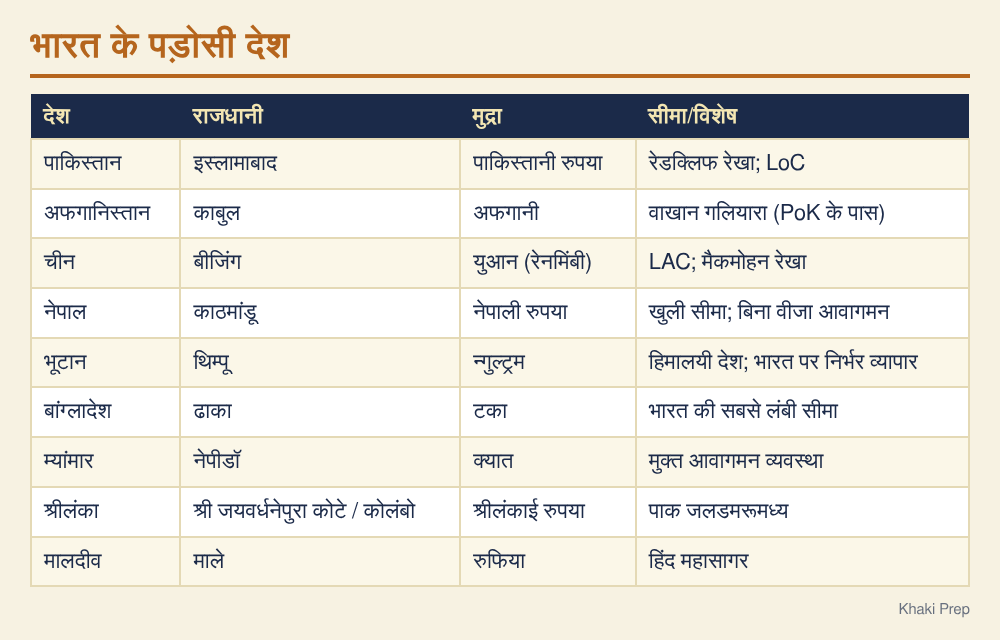 भारत के पड़ोसी देश
देश राजधानी मुद्रा सीमा/विशेष
पाकिस्तान इस्लामाबाद पाकिस्तानी रुपया रेडक्लिफ रेखा; LoC
अफगानिस्तान काबुल अफगानी वाखान गलियारा (PoK के पास)
चीन बीजिंग युआन (रेनमिंबी) LAC; मैकमोहन रेखा
नेपाल काठमांडू नेपाली रुपया खुली सीमा; बिना वीजा आवागमन
भूटान थिम्पू न्गुल्ट्रम हिमालयी देश; भारत पर निर्भर व्यापार
बांग्लादेश ढाका टका भारत की सबसे लंबी सीमा
म्यांमार नेपीडॉ क्यात मुक्त आवागमन व्यवस्था
श्रीलंका श्री जयवर्धनेपुरा कोटे / कोलंबो श्रीलंकाई रुपया पाक जलडमरूमध्य
मालदीव माले रुफिया हिंद महासागर
Khaki Prep